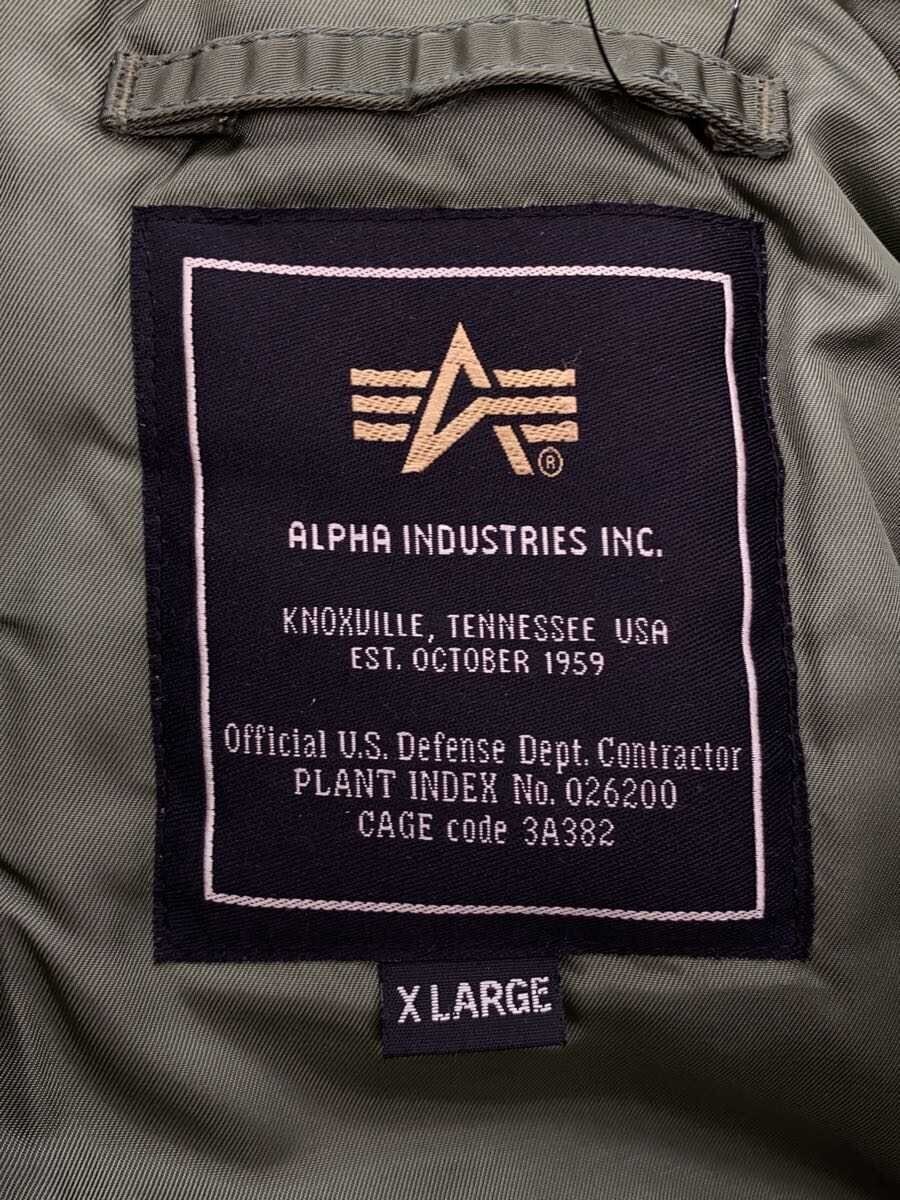 ®
ALPHA INDUSTRIES INC.
KNOXVILLE, TENNESSEE USA
EST. OCTOBER 1959
Official U.S. Defense Dept. Contractor
PLANT INDEX No. 026200
CAGE code 3A382
X LARGE